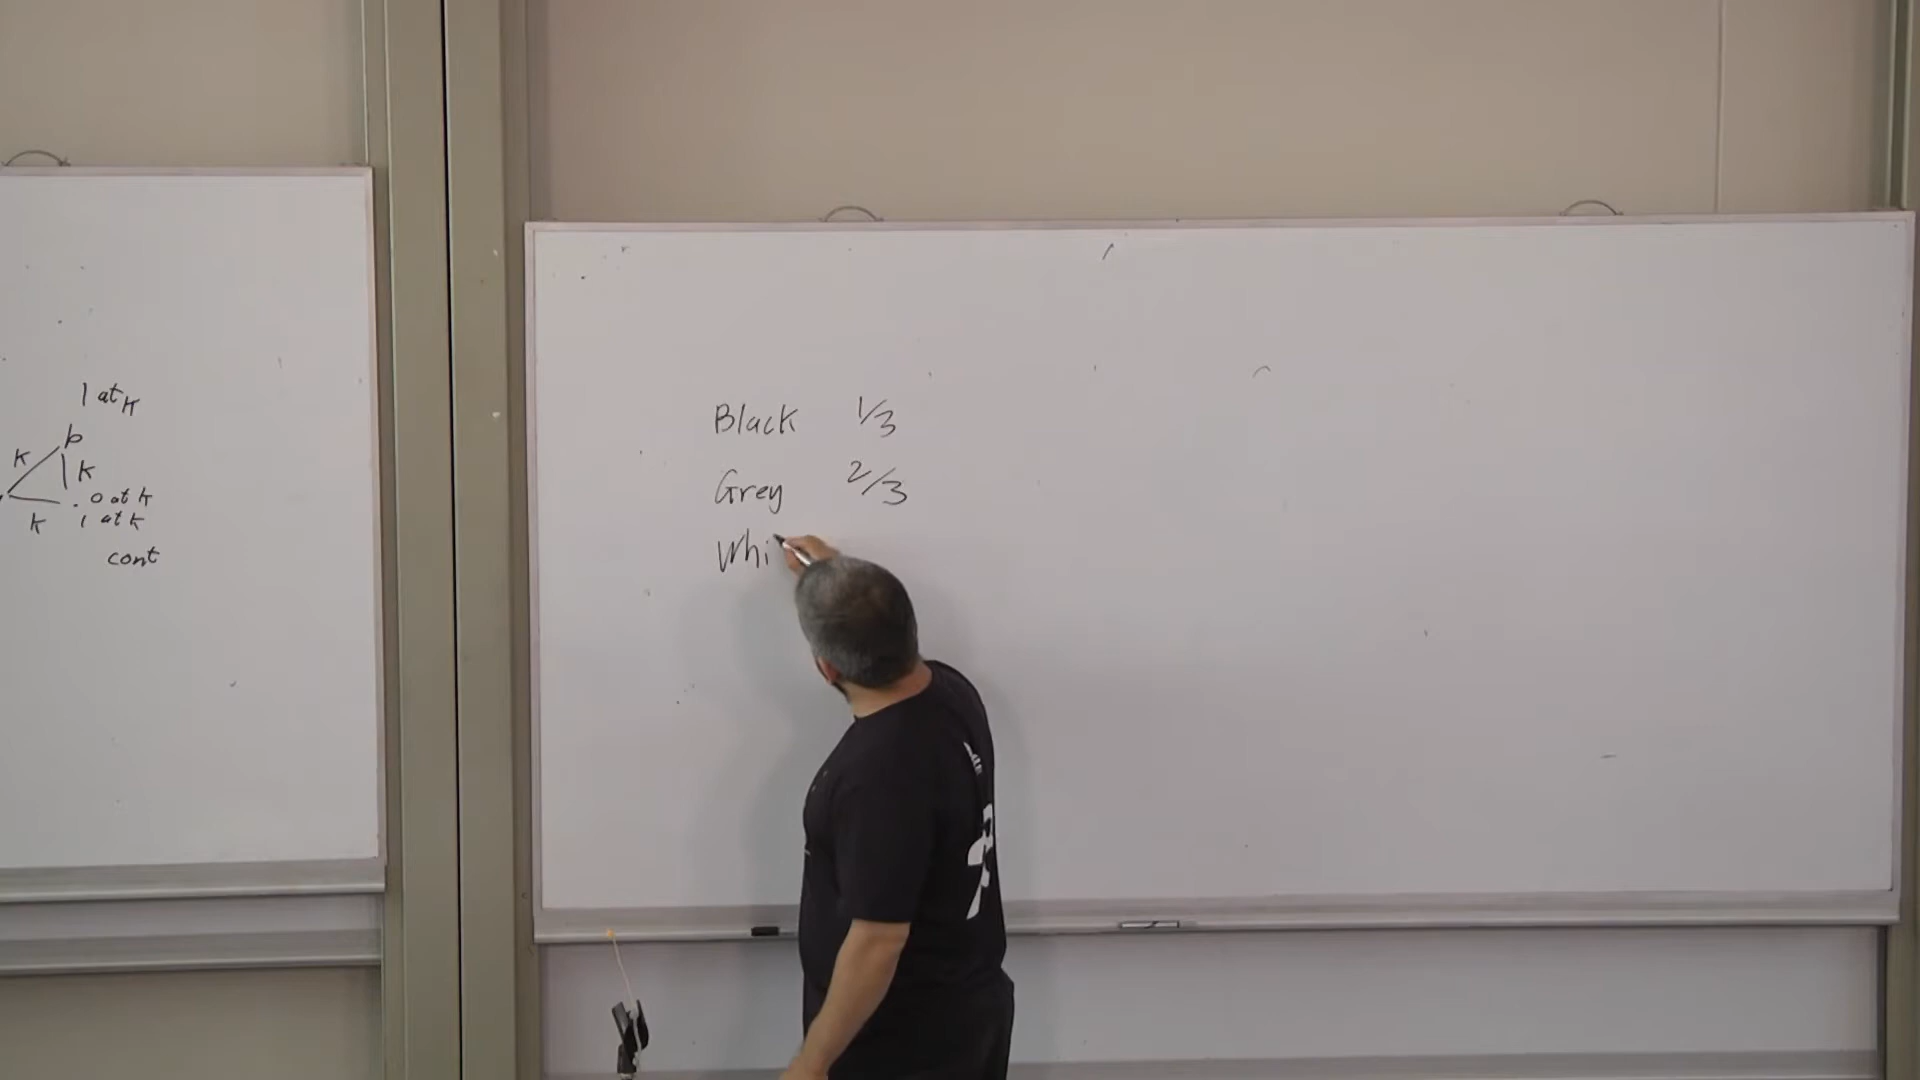 1 at k
b
k
k
0 at k
k 1 at k
cont
Black 1/3
Grey 2/3
Whi